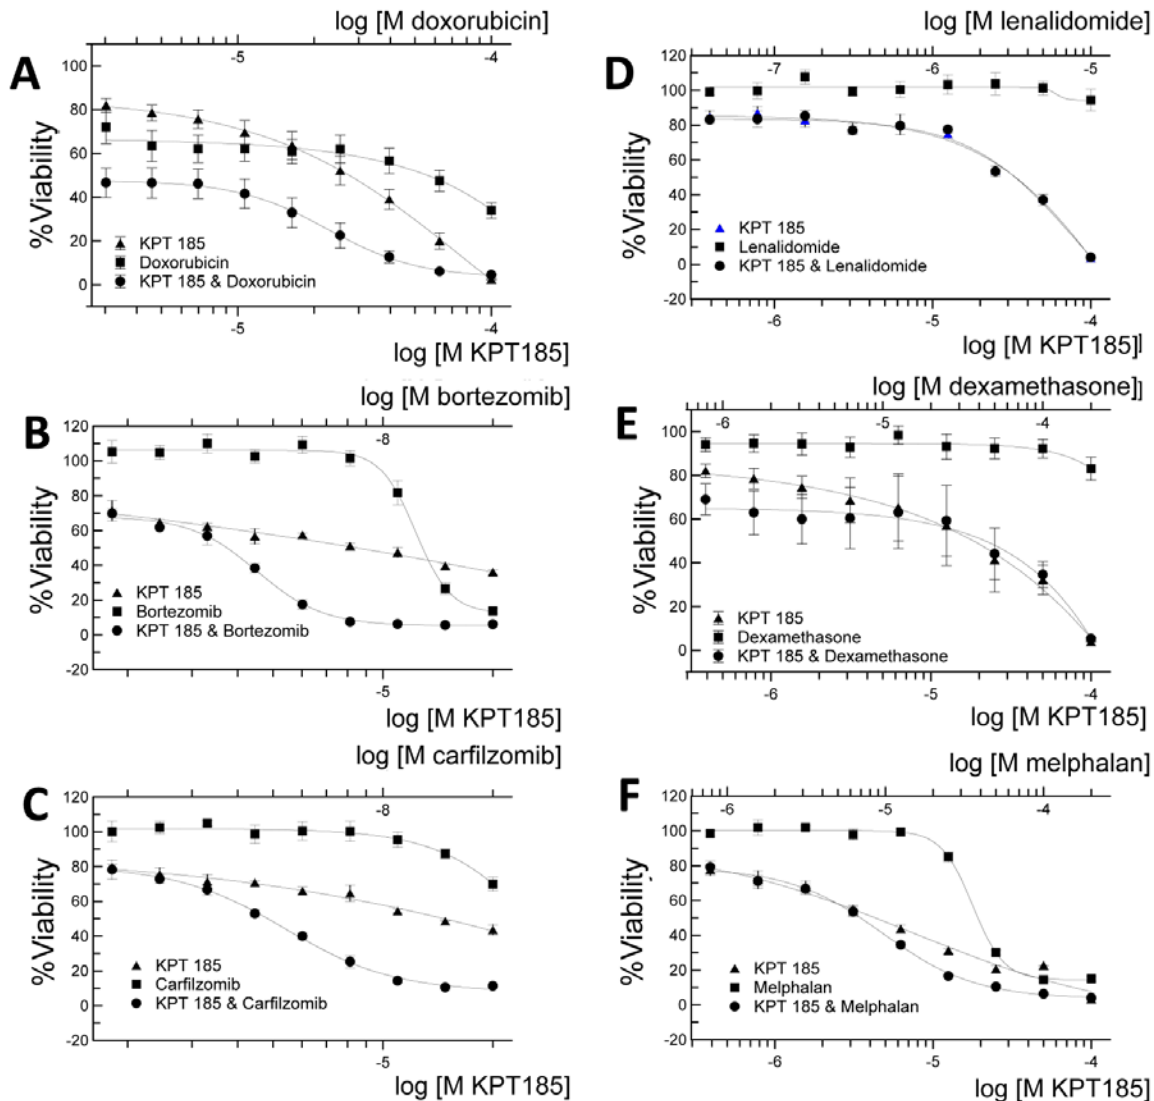 log [M doxorubicin]
A
-5 -4
100
80
60
40
20
0
%Viability
KPT 185
Doxorubicin
KPT 185 & Doxorubicin
-5 -4
log [M KPT185]
log [M bortezomib]
B
-8
120
100
80
60
40
20
0
-20
%Viability
KPT 185
Bortezomib
KPT 185 & Bortezomib
-5
log [M KPT185]
log [M carfilzomib]
C
-8
120
100
80
60
40
20
0
-20
%Viability
KPT 185
Carfilzomib
KPT 185 & Carfilzomib
-5
log [M KPT185]
log [M lenalidomide]
D
-7 -6 -5
120
100
80
60
40
20
0
-20
%Viability
KPT 185
Lenalidomide
KPT 185 & Lenalidomide
-6 -5 -4
log [M KPT185]
log [M dexamethasone]
E
-6 -5 -4
100
80
60
40
20
0
%Viability
KPT 185
Dexamethasone
KPT 185 & Dexamethasone
-6 -5 -4
log [M KPT185]
log [M melphalan]
F
-6 -5 -4
120
100
80
60
40
20
0
-20
%Viability
KPT 185
Melphalan
KPT 185 & Melphalan
-6 -5 -4
log [M KPT185]